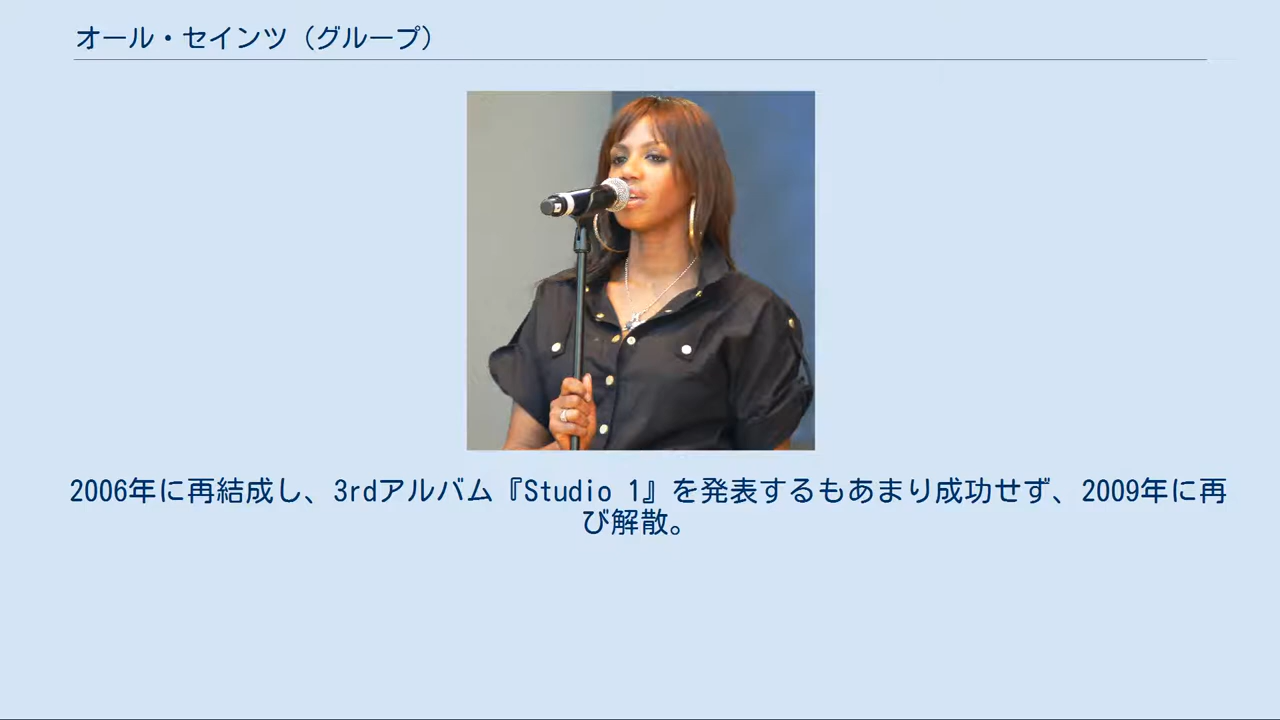 オール・セインツ（グループ）
2006年に再結成し、3rdアルバム『Studio 1』を発表するもあまり成功せず、2009年に再
び解散。